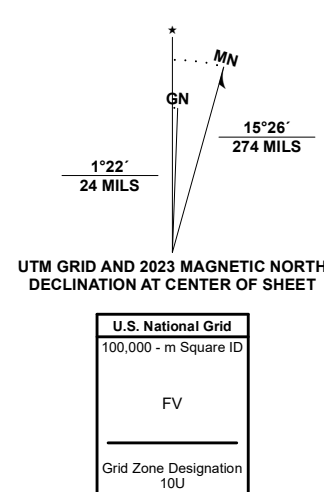 ★
MN
GN
15°26´
274 MILS
1°22´
24 MILS
UTM GRID AND 2023 MAGNETIC NORTH
DECLINATION AT CENTER OF SHEET
U.S. National Grid
100,000 - m Square ID
FV
Grid Zone Designation
10U